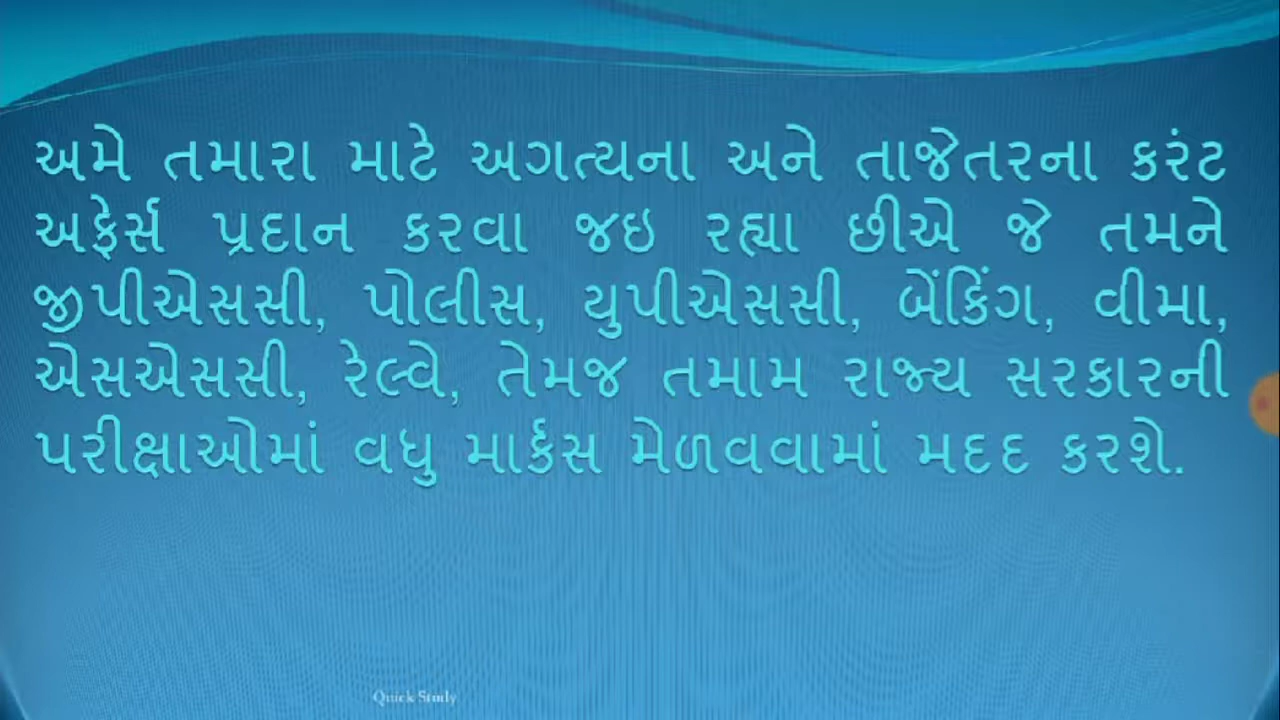 અમે તમારા માટે અગત્યના અને તાજેતરના કરંટ
અફેર્સ પ્રદાન કરવા જઇ રહ્યા છીએ જે તમને
જીપીએસસી, પોલીસ, યુપીએસસી, બેંકિંગ, વીમા,
એસએસસી, રેલ્વે, તેમજ તમામ રાજ્ય સરકારની
પરીક્ષાઓમાં વધુ માર્કસ મેળવવામાં મદદ કરશે.
Quick Study